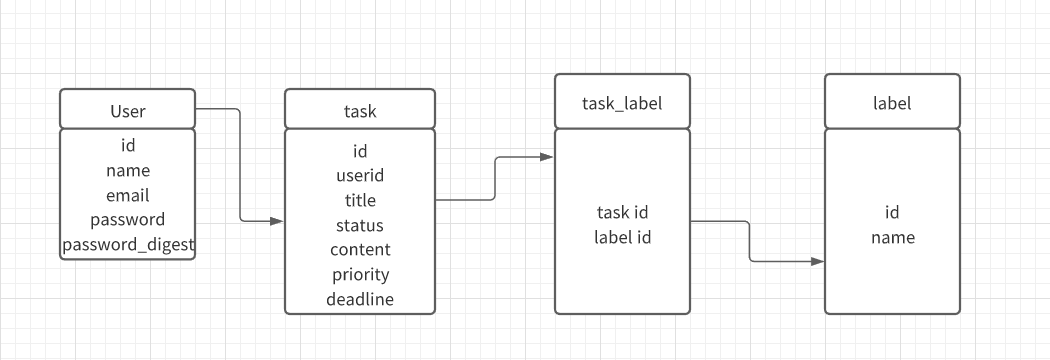 User
id
name
email
password
password_digest
task
id
userid
title
status
content
priority
deadline
task_label
task id
label id
label
id
name